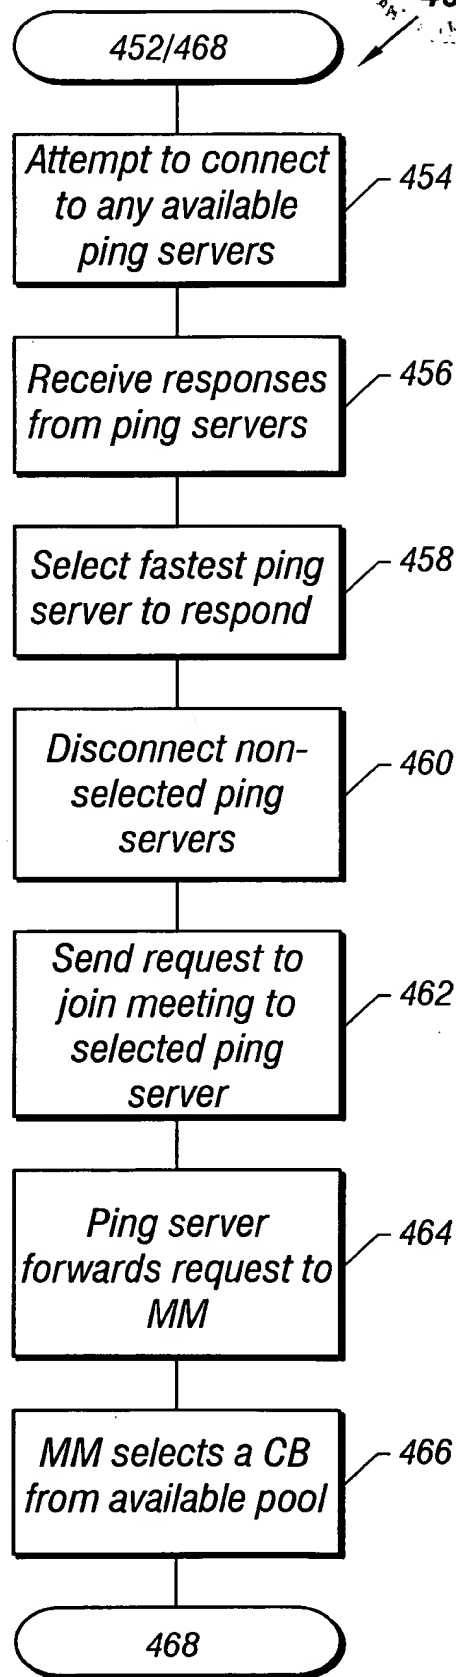 452/468
Attempt to connect
to any available
ping servers
454
Receive responses
from ping servers
456
Select fastest ping
server to respond
458
Disconnect non-
selected ping
servers
460
Send request to
join meeting to
selected ping
server
462
Ping server
forwards request to
MM
464
MM selects a CB
from available pool
466
468